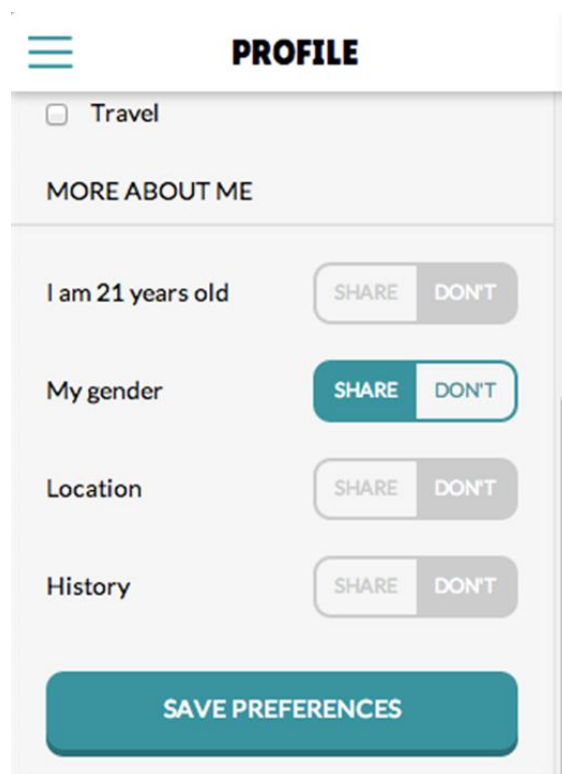 PROFILE
Travel
MORE ABOUT ME
I am 21 years old SHARE DON'T
My gender SHARE DON'T
Location SHARE DON'T
History SHARE DON'T
SAVE PREFERENCES